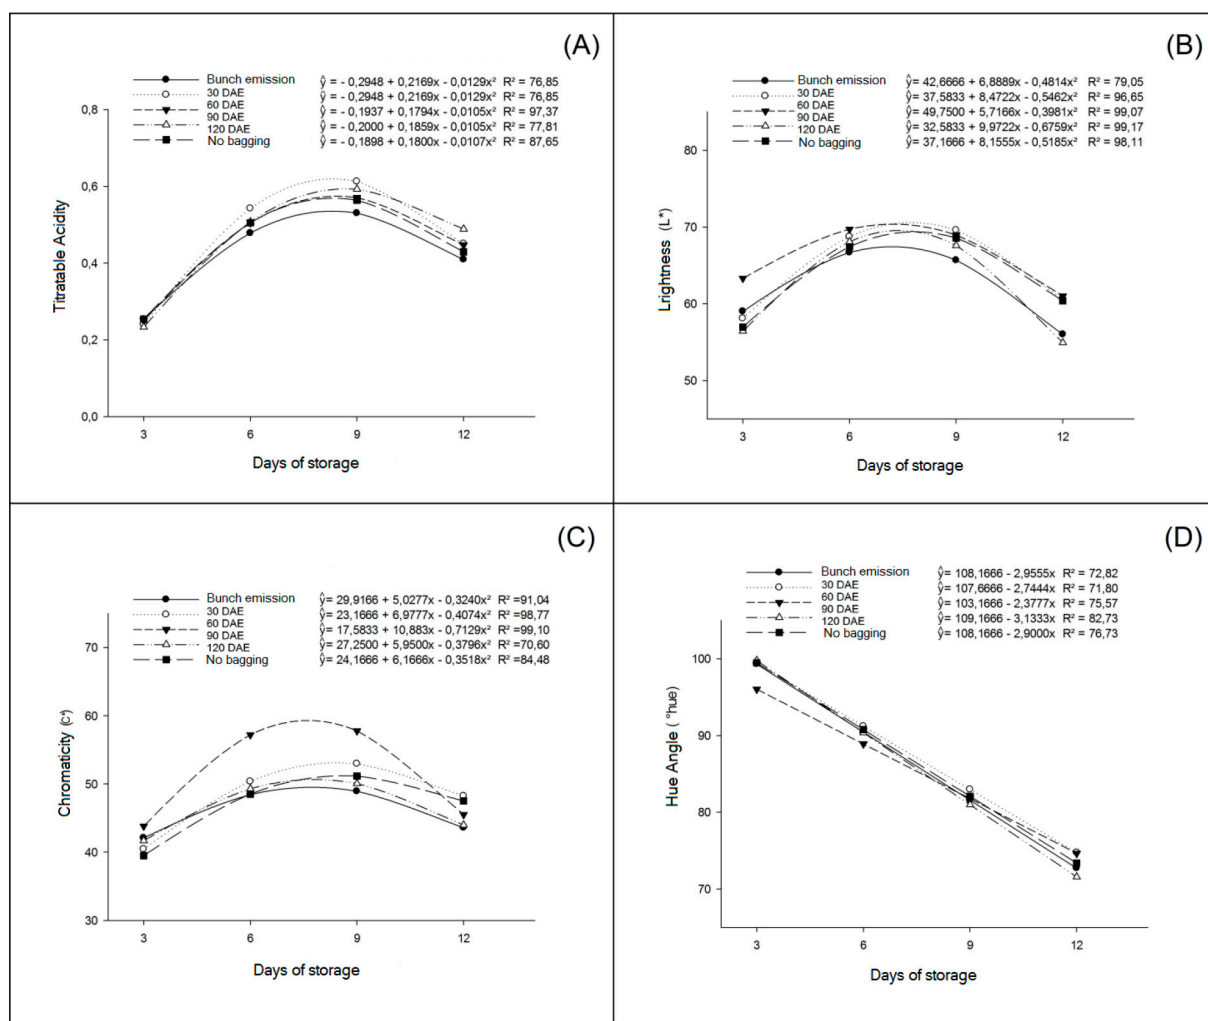 (A)
Bunch emission ŷ = - 0,2948 + 0,2169x - 0,0129x² R² = 76,85
30 DAE ŷ = - 0,2948 + 0,2169x - 0,0129x² R² = 76,85
60 DAE ŷ = - 0,1937 + 0,1794x - 0,0105x² R² = 97,37
90 DAE ŷ = - 0,2000 + 0,1859x - 0,0105x² R² = 77,81
120 DAE
No bagging ŷ = - 0,1898 + 0,1800x - 0,0107x² R² = 87,65
0,8
0,6
0,4
0,2
0,0
Titratable Acidity
3 6 9 12
Days of storage
(B)
Bunch emission ŷ= 42,6666 + 6,8889x - 0,4814x² R² = 79,05
30 DAE ŷ= 37,5833 + 8,4722x - 0,5462x² R² = 96,65
60 DAE ŷ= 49,7500 + 5,7166x - 0,3981x² R² = 99,07
90 DAE ŷ= 32,5833 + 9,9722x - 0,6759x² R² = 99,17
120 DAE
No bagging ŷ= 37,1666 + 8,1555x - 0,5185x² R² = 98,11
80
70
60
50
Lrightness (L*)
3 6 9 12
Days of storage
(C)
Bunch emission ŷ= 29,9166 + 5,0277x - 0,3240x² R² =91,04
30 DAE ŷ= 23,1666 + 6,9777x - 0,4074x² R² =98,77
60 DAE ŷ= 17,5833 + 10,883x - 0,7129x² R² =99,10
90 DAE ŷ= 27,2500 + 5,9500x - 0,3796x² R² =70,60
120 DAE
No bagging ŷ= 24,1666 + 6,1666x - 0,3518x² R² =84,48
70
60
50
40
30
Chromaticity (C*)
3 6 9 12
Days of storage
(D)
Bunch emission ŷ= 108,1666 - 2,9555x R² = 72,82
30 DAE ŷ= 107,6666 - 2,7444x R² = 71,80
60 DAE ŷ= 103,1666 - 2,3777x R² = 75,57
90 DAE ŷ= 109,1666 - 3,1333x R² = 82,73
120 DAE
No bagging ŷ= 108,1666 - 2,9000x R² = 76,73
100
90
80
70
Hue Angle ( °hue)
3 6 9 12
Days of storage